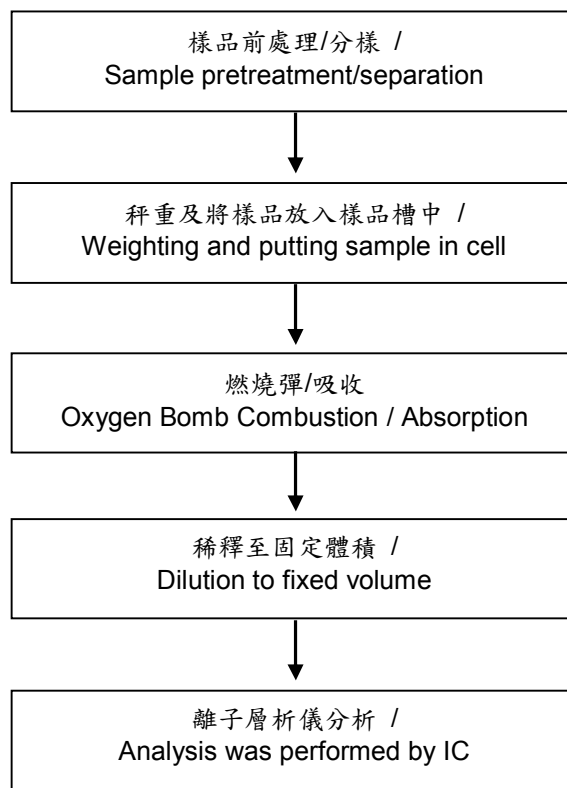 樣品前處理/分樣 /
Sample pretreatment/separation
秤重及將樣品放入樣品槽中 /
Weighting and putting sample in cell
燃燒彈/吸收
Oxygen Bomb Combustion / Absorption
稀釋至固定體積 /
Dilution to fixed volume
離子層析儀分析 /
Analysis was performed by IC